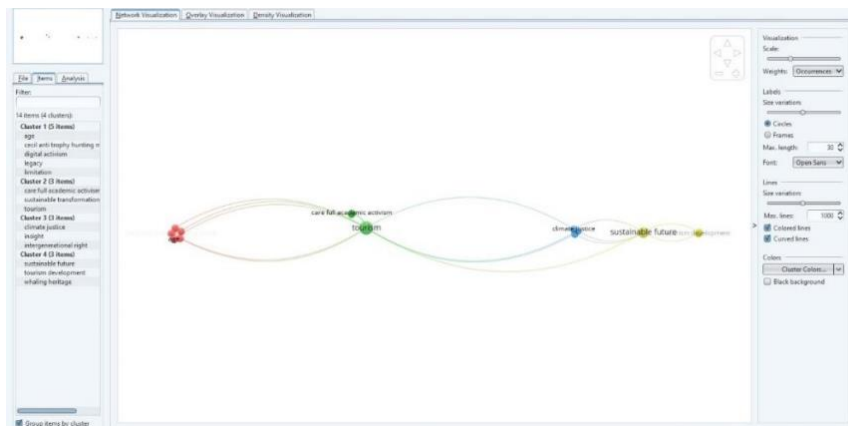 Network Visualization Overlay Visualization Density Visualization
File Items Analysis
Filter:
14 items (4 clusters):
Cluster 1 (5 items)
age
cecil anti trophy hunting
digital activism
legacy
limitation
Cluster 2 (3 items)
care full academic activism
sustainable transformation
tourism
Cluster 3 (3 items)
climate justice
insight
intergenerational right
Cluster 4 (3 items)
sustainable future
tourism development
whaling heritage
Group items by cluster
care full academic activism
tourism
age
climate justice
sustainable future
development
>
Visualization
Scale:
Weights: Occurrences
Labels
Size variations
Circles
Frames
Max. length: 30
Font: Open Sans
Lines
Size variations
Max. lines: 1000
Colored lines
Curved lines
Colors
Cluster Colors...
Black background